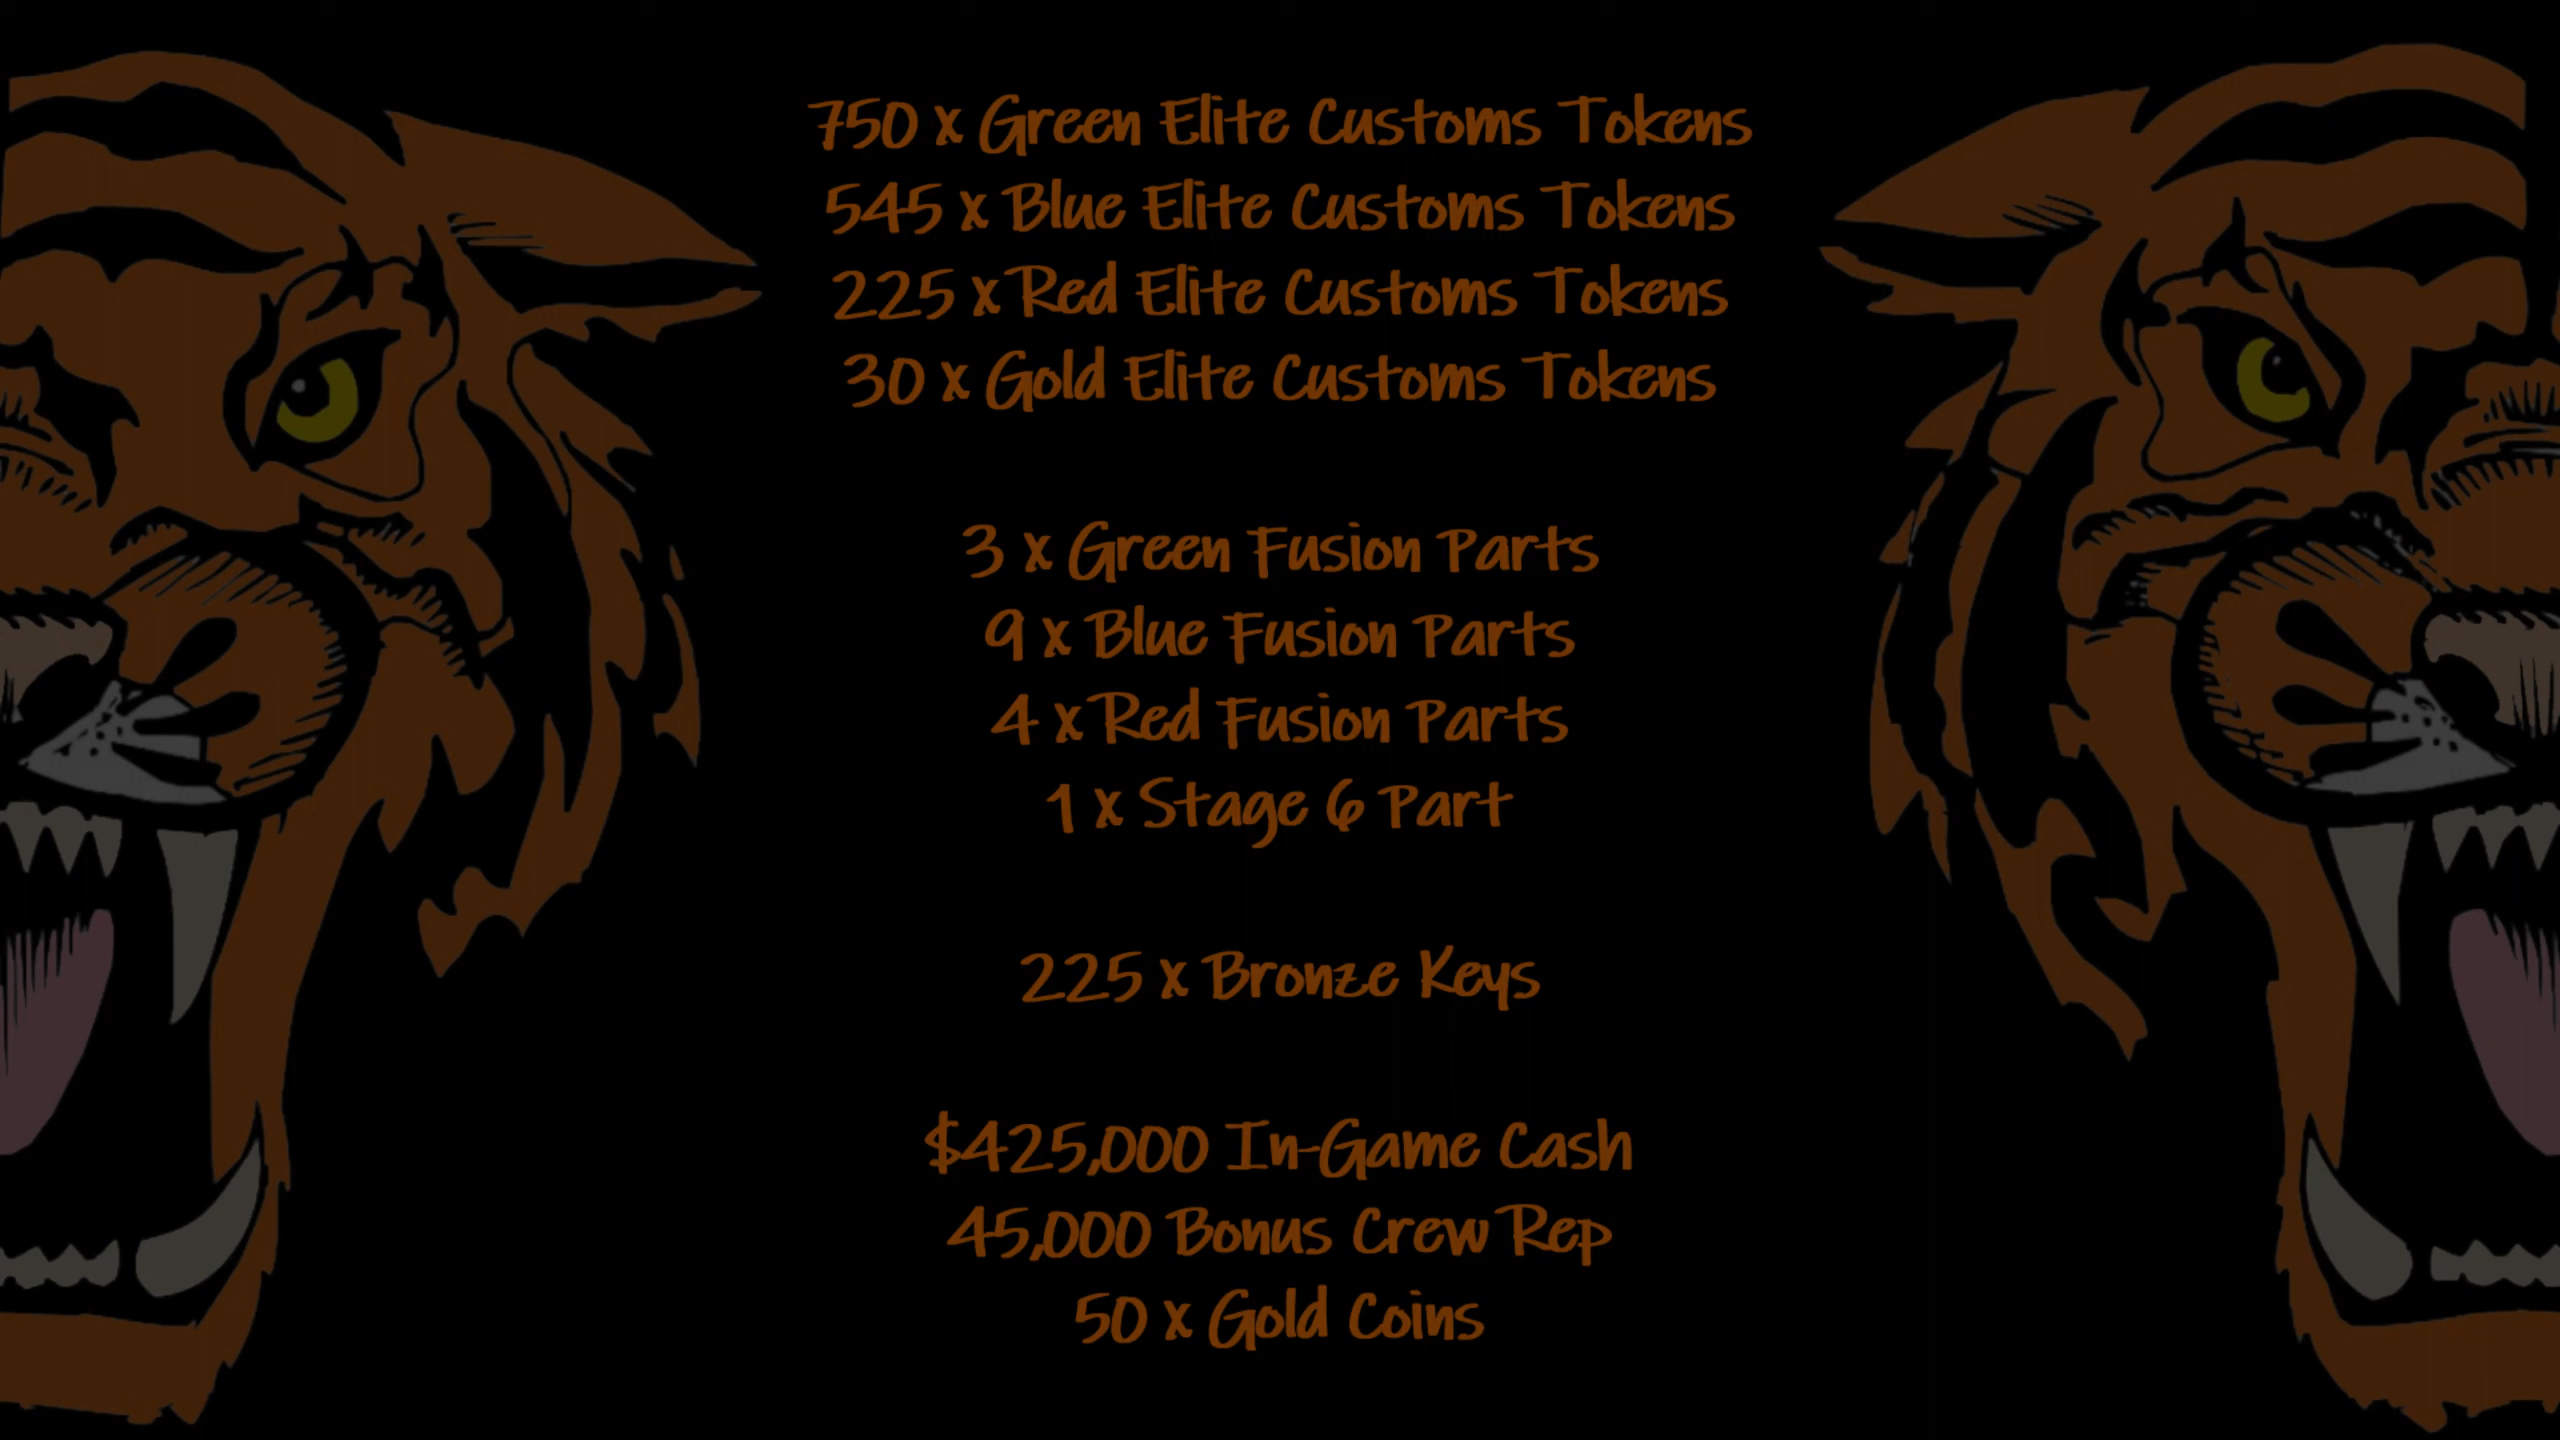 750 x Green Elite Customs Tokens
545 x Blue Elite Customs Tokens
225 x Red Elite Customs Tokens
30 x Gold Elite Customs Tokens
3 x Green Fusion Parts
9 x Blue Fusion Parts
4 x Red Fusion Parts
1 x Stage 6 Part
225 x Bronze Keys
$425,000 In-Game Cash
45,000 Bonus Crew Rep
50 x Gold Coins